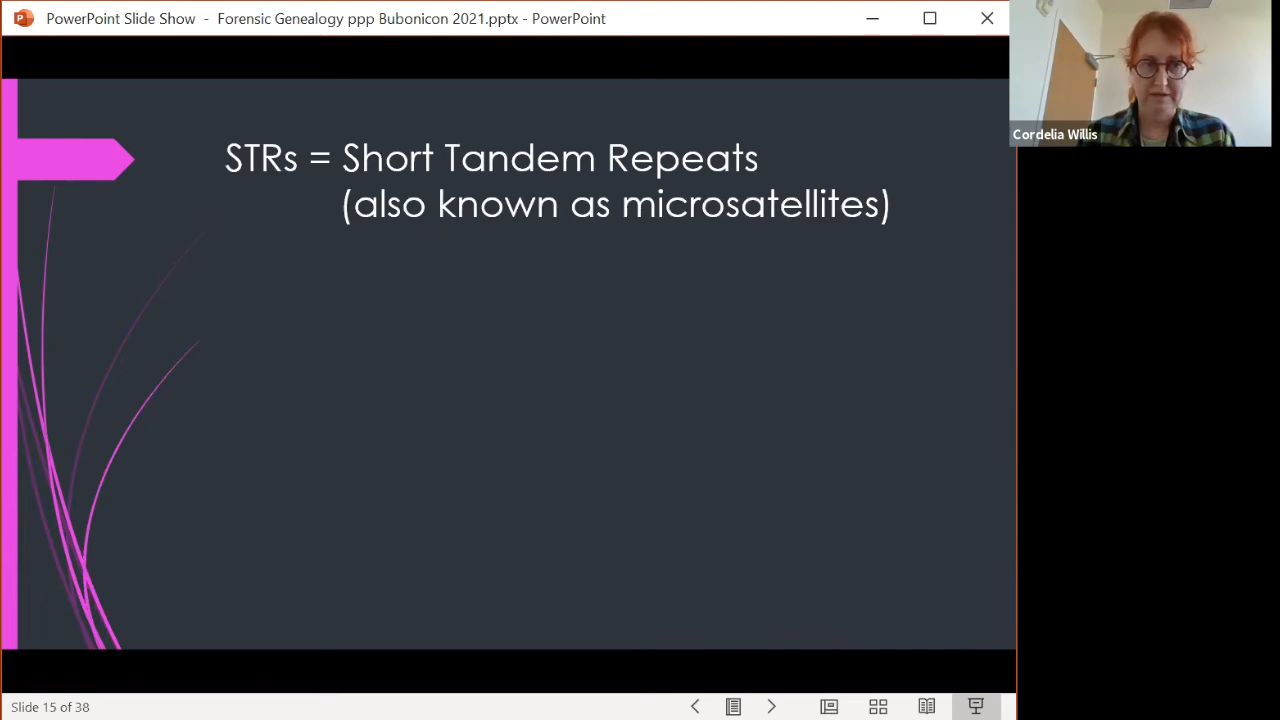 PowerPoint Slide Show - Forensic Genealogy ppp Bubonicon 2021.pptx - PowerPoint
Cordelia Willis
STRs = Short Tandem Repeats
(also known as microsatellites)
Slide 15 of 38